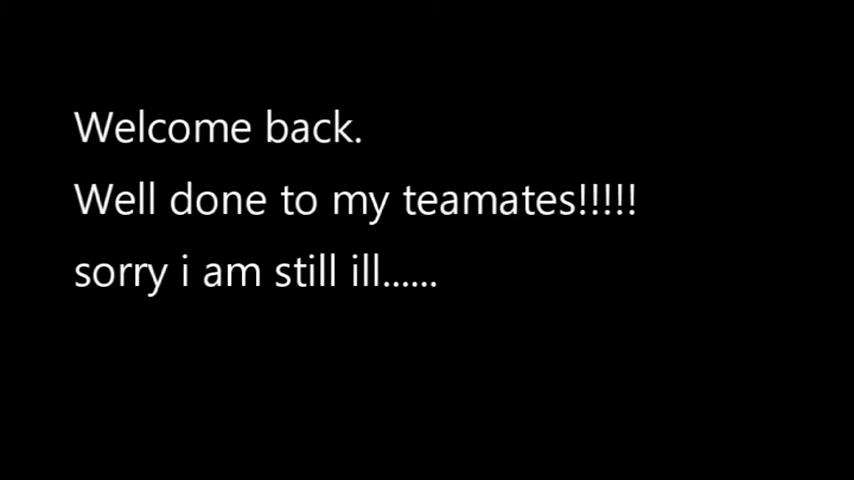 Welcome back.
Well done to my teamates!!!!!
sorry i am still ill......